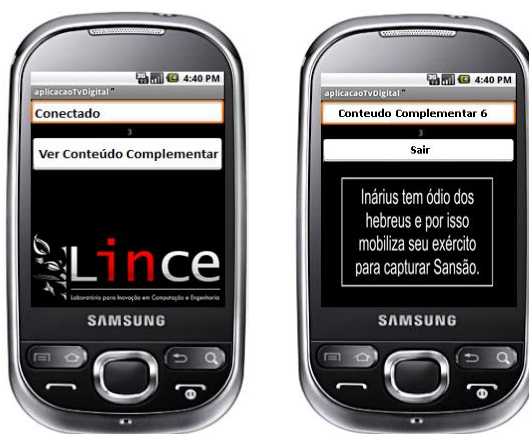 3G
4:40 PM
aplicacaoTvDigital
Conectado
3
Ver Conteúdo Complementar
Lince
Laboratório para Inovação em Computação e Engenharia
SAMSUNG
3G
4:40 PM
aplicacaoTvDigital
Conteudo Complementar 6
3
Sair
Inárius tem ódio dos
hebreus e por isso
mobiliza seu exército
para capturar Sansão.
SAMSUNG